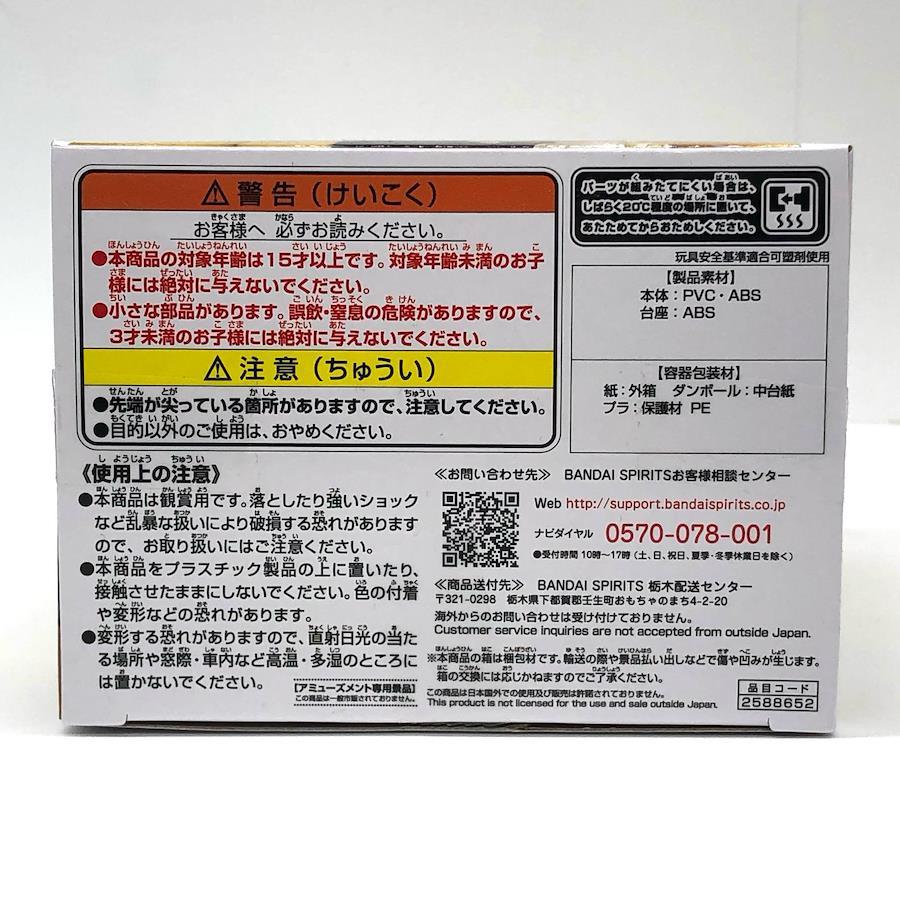 ⚠ 警告（けいこく）
お客様へ 必ずお読みください。
●本商品の対象年齢は15才以上です。対象年齢未満のお子
様には絶対に与えないでください。
●小さな部品があります。誤飲・窒息の危険がありますので、
3才未満のお子様には絶対に与えないでください。
⚠ 注意（ちゅうい）
●先端が尖っている箇所がありますので、注意してください。
●目的以外のご使用は、おやめください。
《使用上の注意》
●本商品は観賞用です。落としたり強いショック
など乱暴な扱いにより破損する恐れがあります
ので、お取り扱いにはご注意ください。
●本商品をプラスチック製品の上に置いたり、
接触させたままにしないでください。色の付着
や変形などの恐れがあります。
●変形する恐れがありますので、直射日光の当た
る場所や窓際・車内など高温・多湿のところに
は置かないでください。
【アミューズメント専用景品】
この商品は一般市販されておりません。
パーツが組みたてにくい場合は、
しばらく20℃程度の場所に置いて、
あたためてからおためしください。
玩具安全基準適合可塑剤使用
【製品素材】
本体：PVC・ABS
台座：ABS
【容器包装材】
紙：外箱 ダンボール：中台紙
プラ：保護材 PE
≪お問い合わせ先≫ BANDAI SPIRITSお客様相談センター
Web http://support.bandaispirits.co.jp
ナビダイヤル 0570-078-001
●受付時間 10時〜17時（土、日、祝日、夏季・冬季休業日を除く）
≪商品送付先≫ BANDAI SPIRITS 栃木配送センター
〒321-0298 栃木県下都賀郡壬生町おもちゃのまち4-2-20
海外からのお問い合わせは受け付けておりません。
Customer service inquiries are not accepted from outside Japan.
※本商品の箱は梱包材です。輸送の際や景品払い出しなどで傷や凹みが生じます。
箱の交換には応じかねますのでご了承ください。
この商品は日本国外での使用及び販売は許諾されておりません。
This product is not licensed for the use and sale outside Japan.
品目コード
2588652